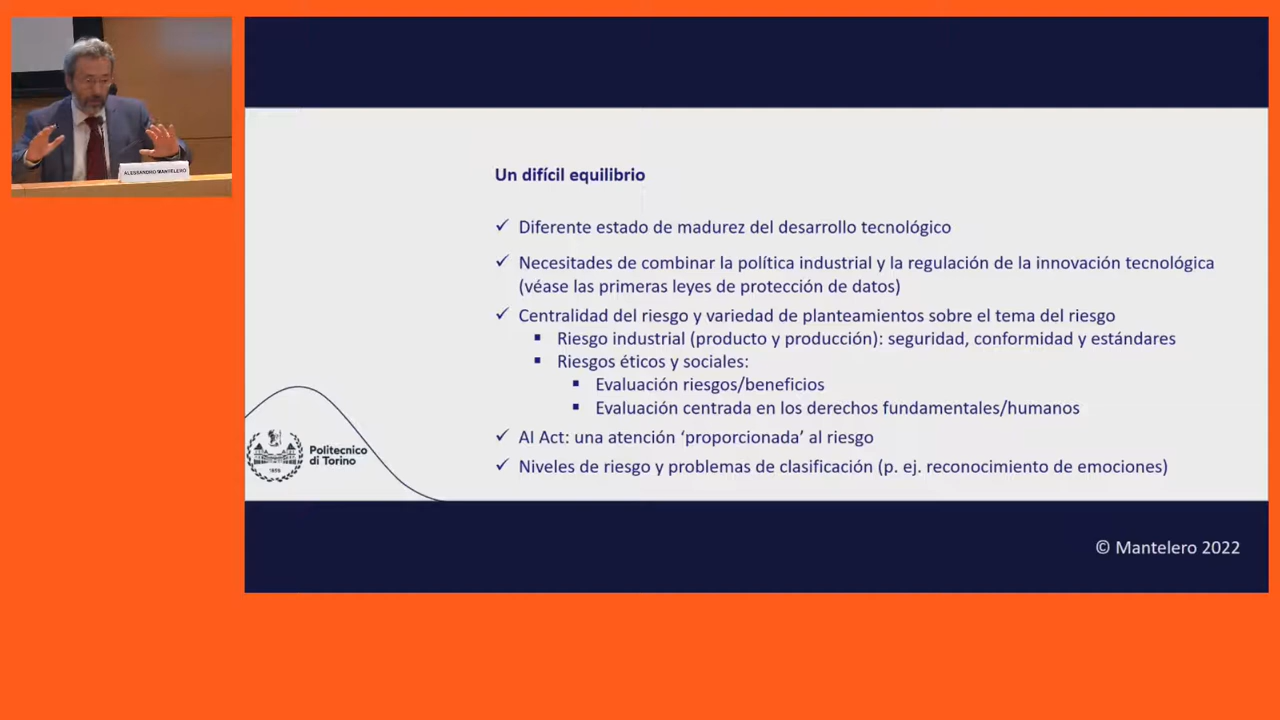 ALESSANDRO MANTELERO
Un difícil equilibrio
✓ Diferente estado de madurez del desarrollo tecnológico
✓ Necesitades de combinar la política industrial y la regulación de la innovación tecnológica
(véase las primeras leyes de protección de datos)
✓ Centralidad del riesgo y variedad de planteamientos sobre el tema del riesgo
▪ Riesgo industrial (producto y producción): seguridad, conformidad y estándares
▪ Riesgos éticos y sociales:
▪ Evaluación riesgos/beneficios
▪ Evaluación centrada en los derechos fundamentales/humanos
✓ AI Act: una atención ‘proporcionada’ al riesgo
✓ Niveles de riesgo y problemas de clasificación (p. ej. reconocimiento de emociones)
1859
Politecnico
di Torino
© Mantelero 2022